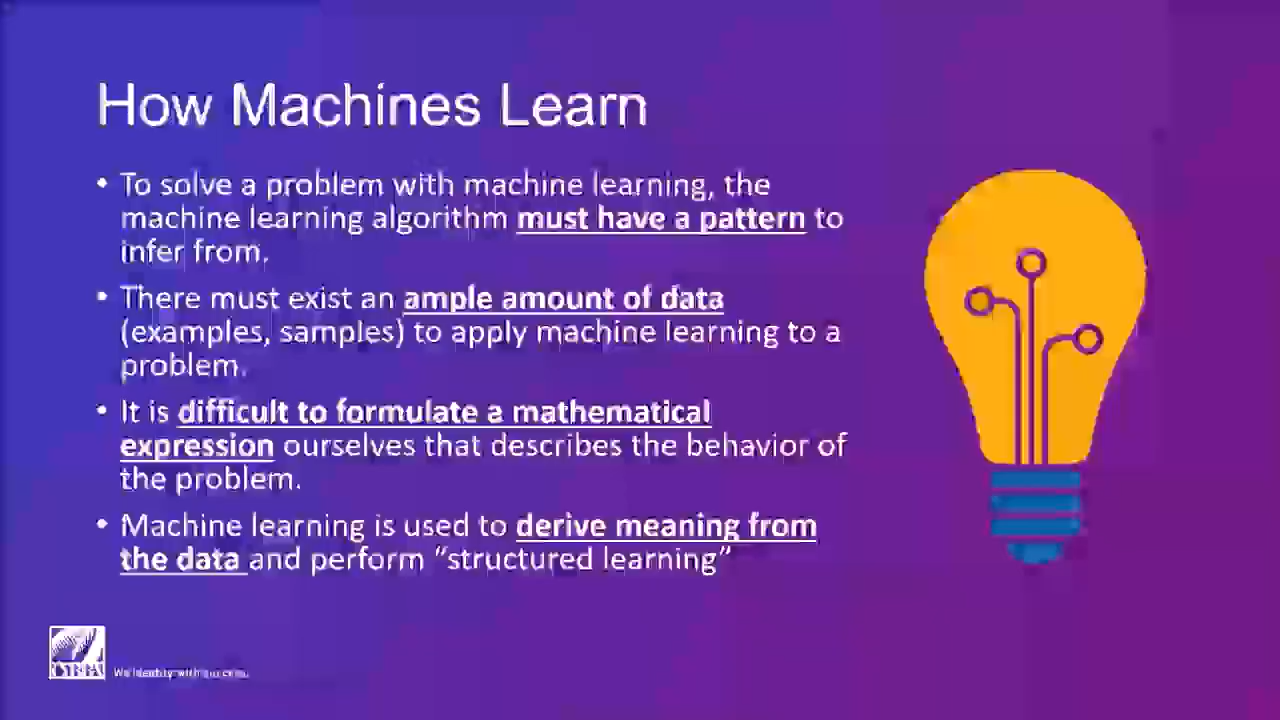 How Machines Learn
• To solve a problem with machine learning, the
machine learning algorithm must have a pattern to
infer from.
• There must exist an ample amount of data
(examples, samples) to apply machine learning to a
problem.
• It is difficult to formulate a mathematical
expression ourselves that describes the behavior of
the problem.
• Machine learning is used to derive meaning from
the data and perform “structured learning”